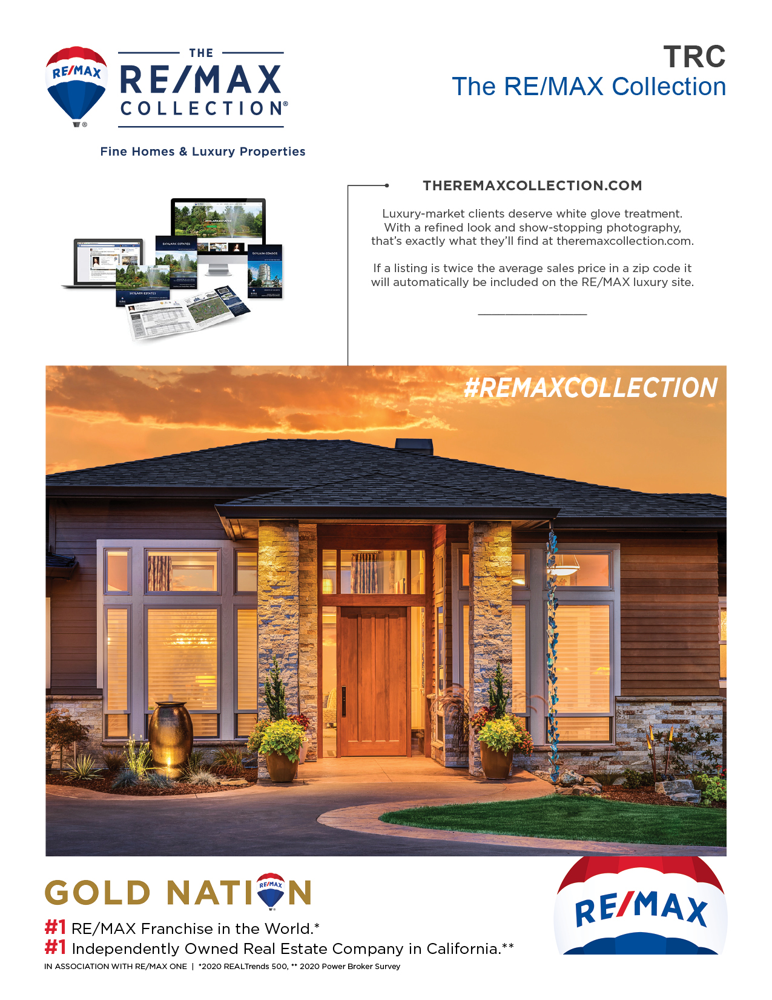 THE
RE/MAX
RE/MAX
COLLECTION®
®
Fine Homes & Luxury Properties
TRC
The RE/MAX Collection
SKYLARK ESTATES
SKYLARK ESTATES
SKYLARK CONDOS
SKYLARK ESTATES
THEREMAXCOLLECTION.COM
Luxury-market clients deserve white glove treatment.
With a refined look and show-stopping photography,
that’s exactly what they’ll find at theremaxcollection.com.
If a listing is twice the average sales price in a zip code it
will automatically be included on the RE/MAX luxury site.
#REMAXCOLLECTION
GOLD NATION
RE/MAX
®
#1 RE/MAX Franchise in the World.*
#1 Independently Owned Real Estate Company in California.**
IN ASSOCIATION WITH RE/MAX ONE | *2020 REALTrends 500, ** 2020 Power Broker Survey
RE/MAX